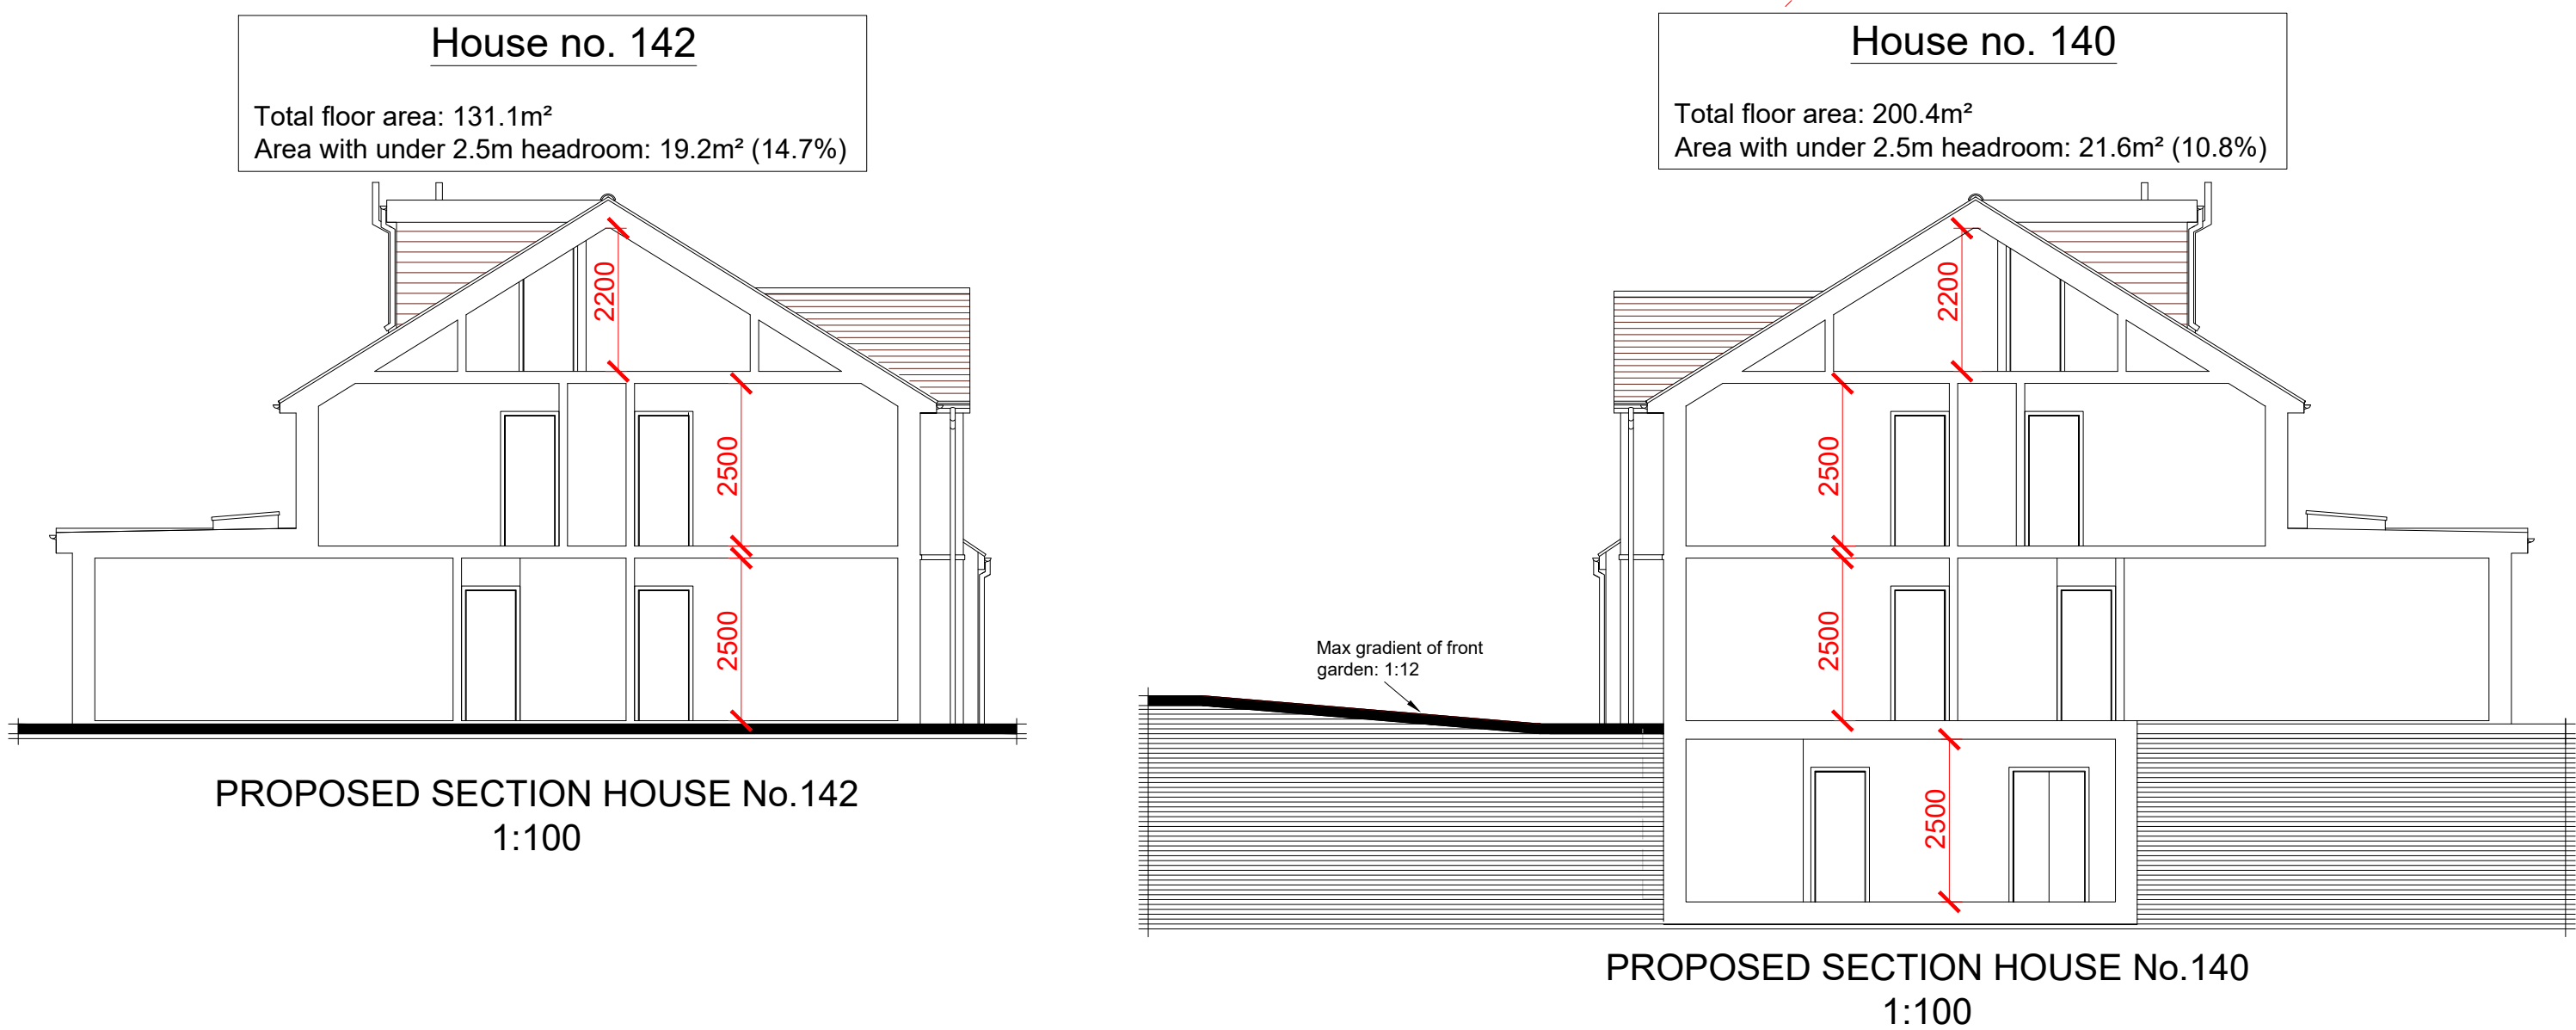 House no. 142
Total floor area: 131.1m²
Area with under 2.5m headroom: 19.2m² (14.7%)
House no. 140
Total floor area: 200.4m²
Area with under 2.5m headroom: 21.6m² (10.8%)
2200
2500
2500
PROPOSED SECTION HOUSE No.142
1:100
2200
2500
2500
2500
Max gradient of front
garden: 1:12
PROPOSED SECTION HOUSE No.140
1:100